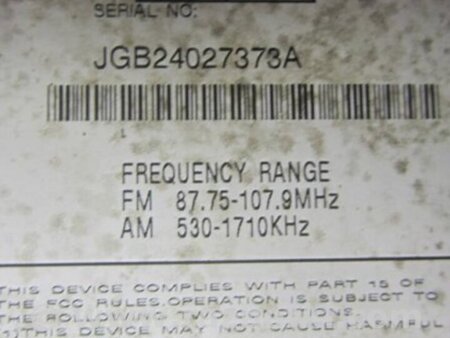 SERIAL NO:
JGB24027373A
FREQUENCY RANGE
FM 87.75-107.9MHz
AM 530-1710KHz
THIS DEVICE COMPLIES WITH PART 15 OF
THE FCC RULES.OPERATION IS SUBJECT TO
THE FOLLOWING TWO CONDITIONS.
(1)THIS DEVICE MAY NOT CAUSE HARMFUL